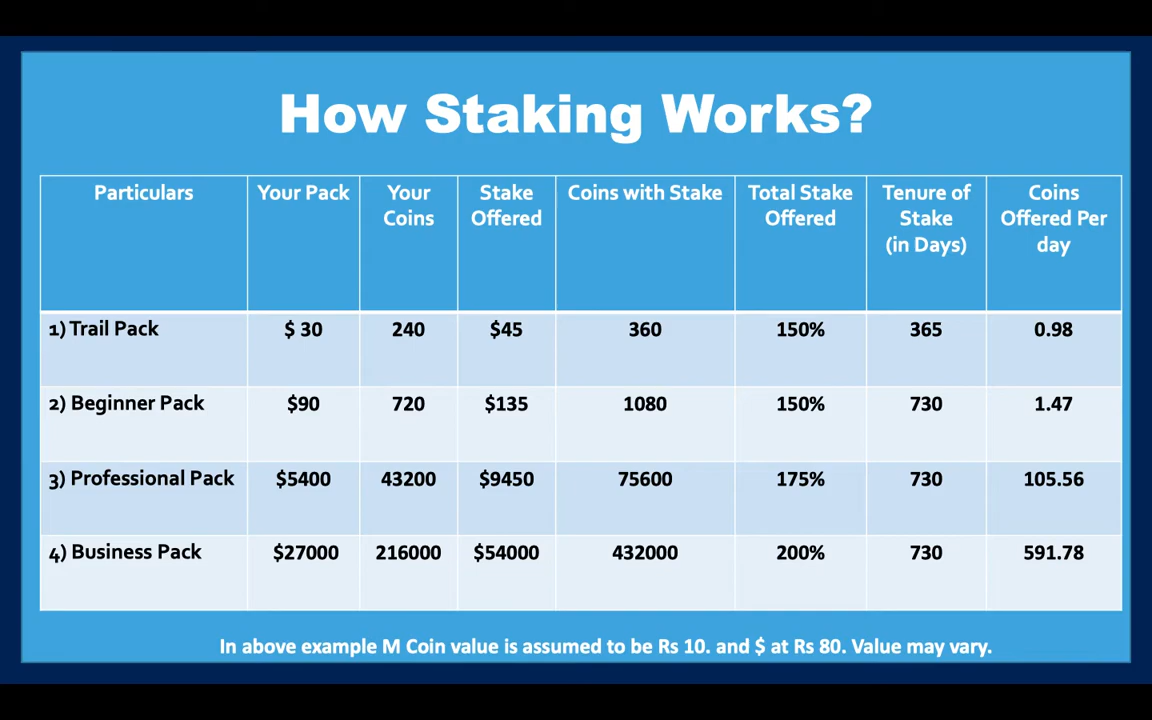 How Staking Works?
Particulars
Your Pack
Your
Coins
Stake
Offered
Coins with Stake
Total Stake
Offered
Tenure of
Stake
(in Days)
Coins
Offered Per
day
1) Trail Pack
$ 30
240
$45
360
150%
365
0.98
2) Beginner Pack
$90
720
$135
1080
150%
730
1.47
3) Professional Pack
$5400
43200
$9450
75600
175%
730
105.56
4) Business Pack
$27000
216000
$54000
432000
200%
730
591.78
In above example M Coin value is assumed to be Rs 10. and $ at Rs 80. Value may vary.